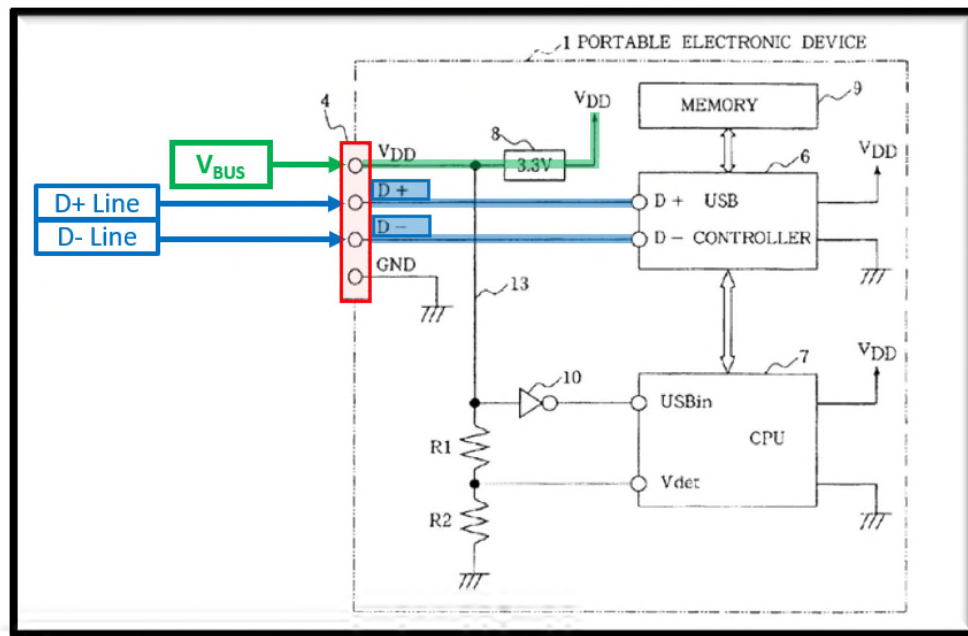 1 PORTABLE ELECTRONIC DEVICE
4
VDD
MEMORY
9
VBUS
VDD
8
3.3V
6
VDD
D+ Line
D +
D + USB
D- Line
D -
D - CONTROLLER
GND
13
7
VDD
10
USBin
R1
CPU
Vdet
R2